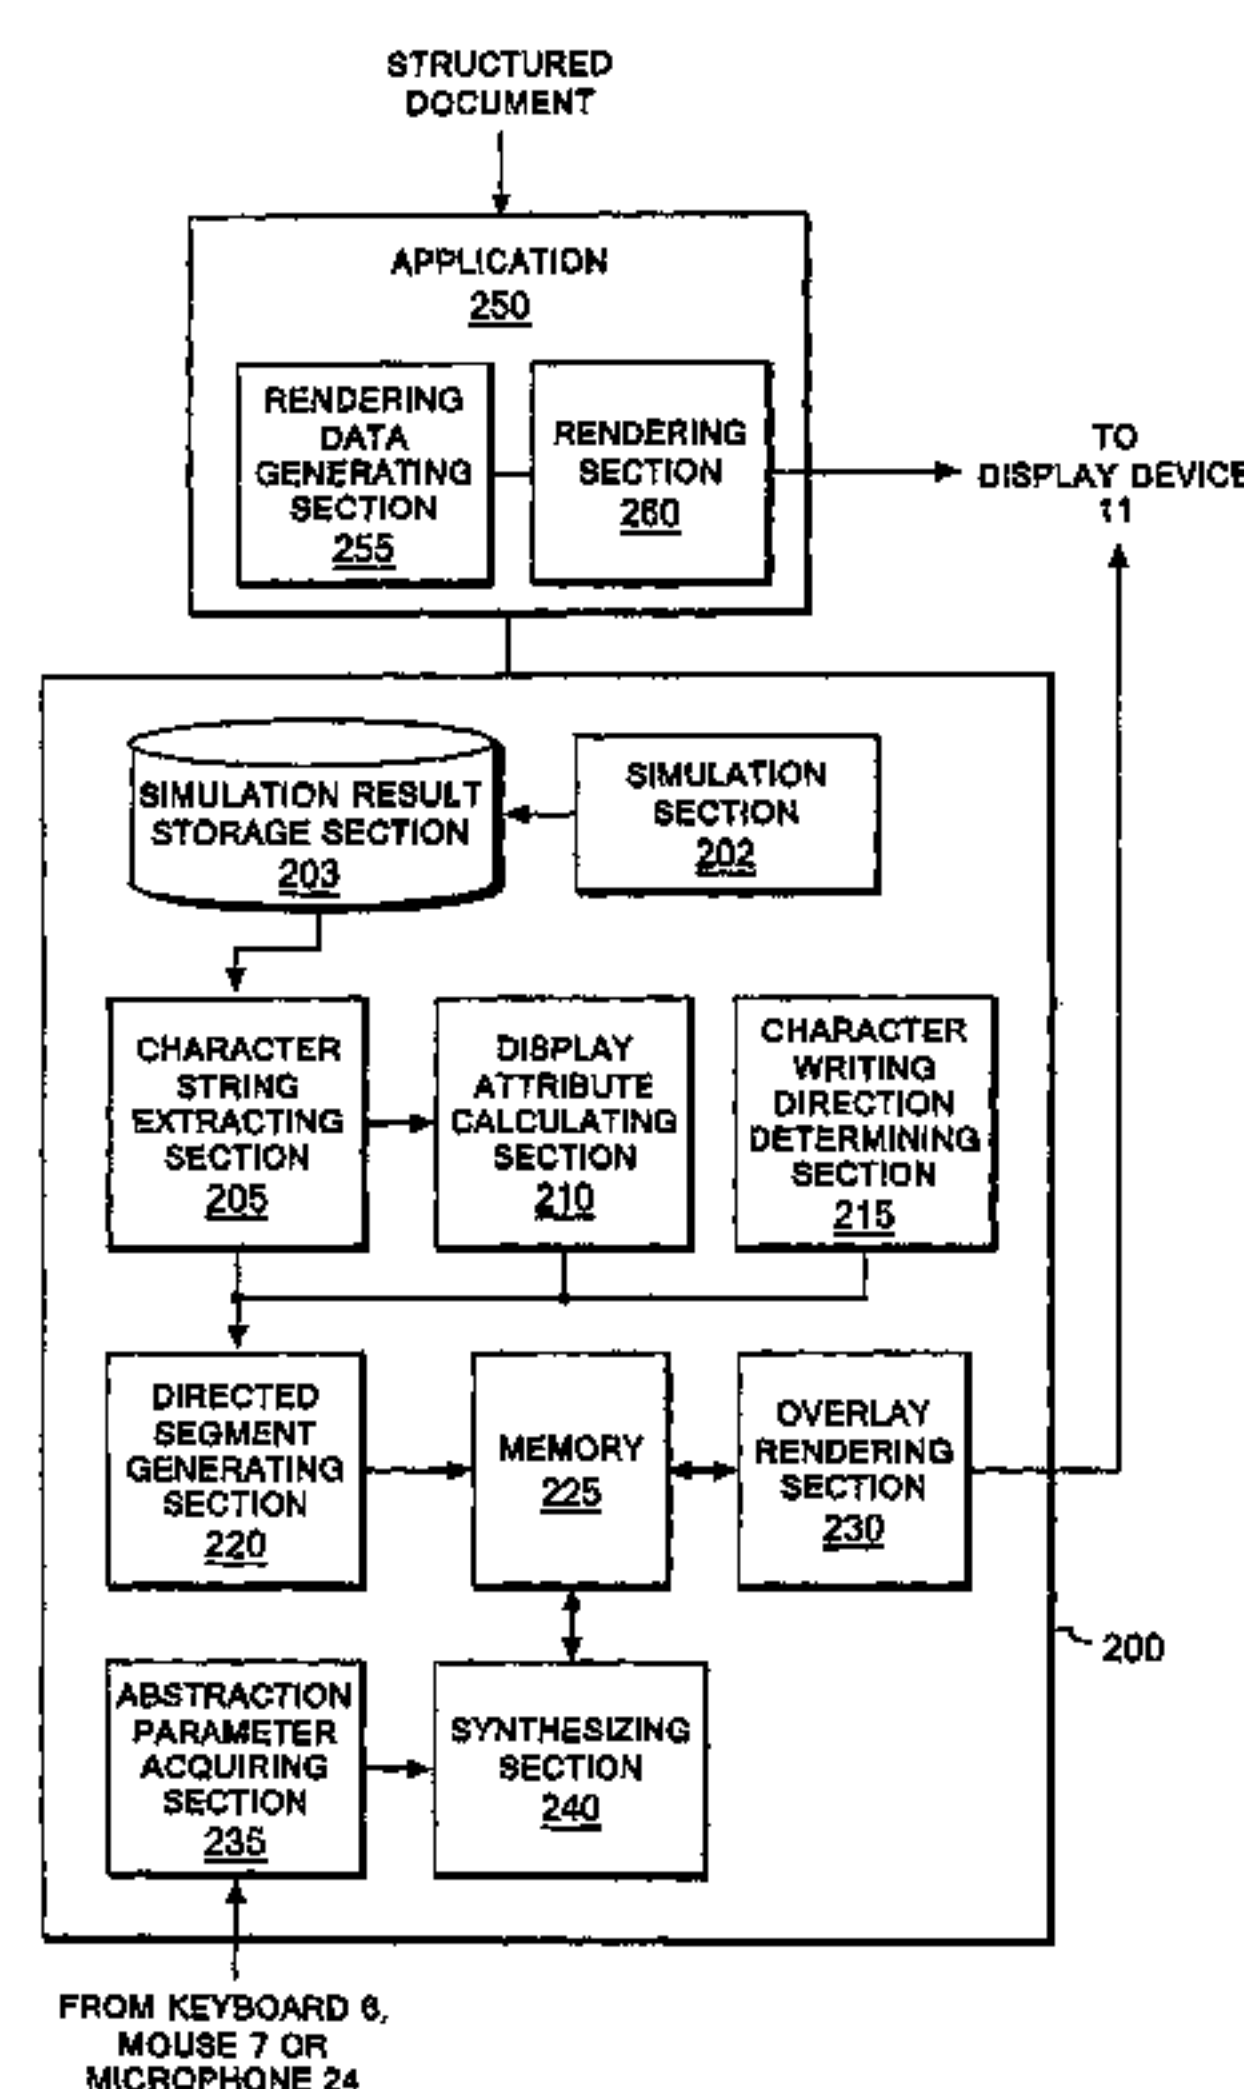 STRUCTURED
DOCUMENT
APPLICATION
250
RENDERING
DATA
GENERATING
SECTION
255
RENDERING
SECTION
260
TO
DISPLAY DEVICE
11
SIMULATION RESULT
STORAGE SECTION
203
SIMULATION
SECTION
202
CHARACTER
STRING
EXTRACTING
SECTION
205
DISPLAY
ATTRIBUTE
CALCULATING
SECTION
210
CHARACTER
WRITING
DIRECTION
DETERMINING
SECTION
215
DIRECTED
SEGMENT
GENERATING
SECTION
220
MEMORY
225
OVERLAY
RENDERING
SECTION
230
200
ABSTRACTION
PARAMETER
ACQUIRING
SECTION
235
SYNTHESIZING
SECTION
240
FROM KEYBOARD 6,
MOUSE 7 OR
MICROPHONE 24